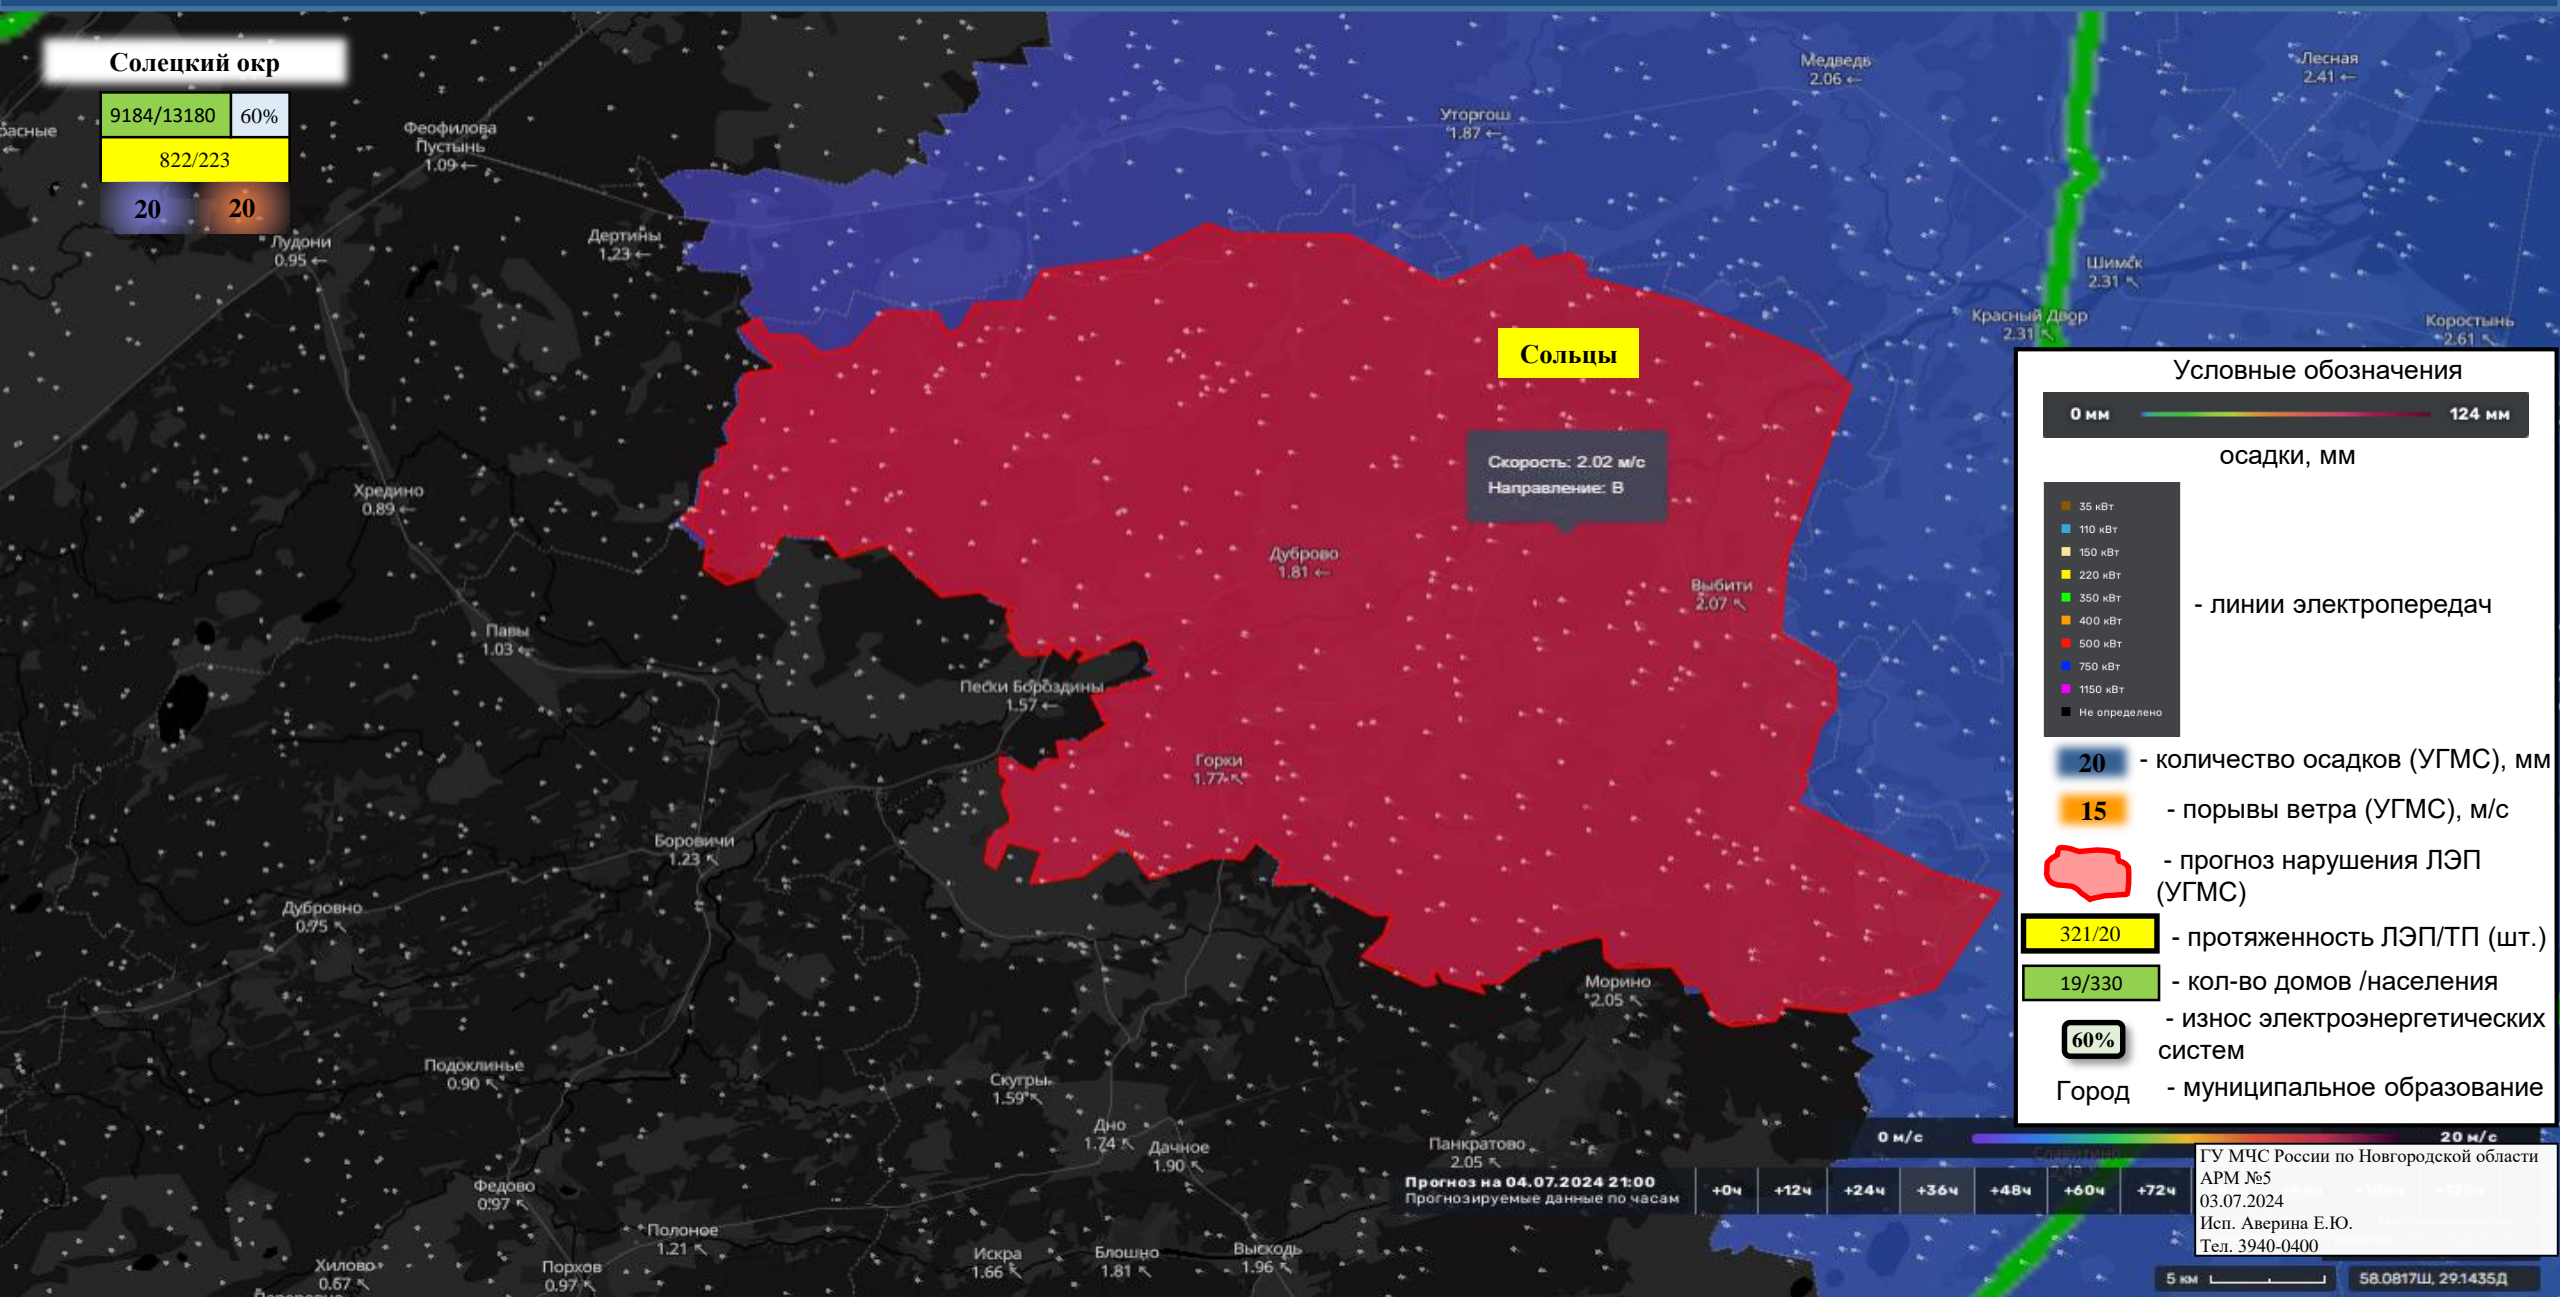 Солецкий окр
9184/13180 60%
822/223
20 20
Феофилова
Пустынь
1.09 ←
Лудони
0.95 ←
Дертины
1.23 ←
Уторгош
1.87 ←
Медведь
2.06 ←
Лесная
2.41 ←
Шимск
2.31 ↖
Красный Двор
2.31 ↖
Коростынь
2.61 ↖
Сольцы
Скорость: 2.02 м/с
Направление: В
Хредино
0.89 ←
Дуброво
1.81 ←
Выбити
2.07 ↖
Павы
1.03 ←
Пески Бороздины
1.57 ←
Горки
1.77 ↖
Боровичи
1.23 ↖
Дубровно
0.75 ↖
Морино
2.05 ↖
Подоклинье
0.90 ↖
Скугры
1.59 ↖
Дно
1.74 ↖
Дачное
1.90 ↖
Панкратово
2.05 ↖
Федово
0.97 ↖
Полоное
1.21 ↖
Искра
1.66 ↖
Блошно
1.81 ↖
Выскодь
1.96 ↖
Хилово
0.67 ↖
Порхов
0.97 ↖
Условные обозначения
0 мм 124 мм
осадки, мм
35 кВт
110 кВт
150 кВт
220 кВт
350 кВт
400 кВт
500 кВт
750 кВт
1150 кВт
Не определено
- линии электропередач
20 - количество осадков (УГМС), мм
15 - порывы ветра (УГМС), м/с
- прогноз нарушения ЛЭП
(УГМС)
321/20 - протяженность ЛЭП/ТП (шт.)
19/330 - кол-во домов /населения
60% - износ электроэнергетических
систем
Город - муниципальное образование
0 м/с 20 м/с
Прогноз на 04.07.2024 21:00
Прогнозируемые данные по часам
+0ч +12ч +24ч +36ч +48ч +60ч +72ч
ГУ МЧС России по Новгородской области
АРМ №5
03.07.2024
Исп. Аверина Е.Ю.
Тел. 3940-0400
5 км
58.0817Ш, 29.1435Д